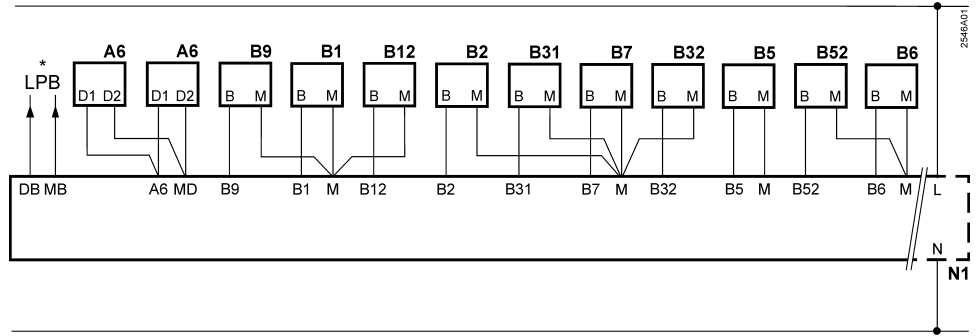 2546A01
A6 A6 B9 B1 B12 B2 B31 B7 B32 B5 B52 B6
*
LPB
D1 D2 D1 D2 B M B M B M B M B M B M B M B M B M B M
DB MB A6 MD B9 B1 M B12 B2 B31 B7 M B32 B5 M B52 B6 M L
N
N1